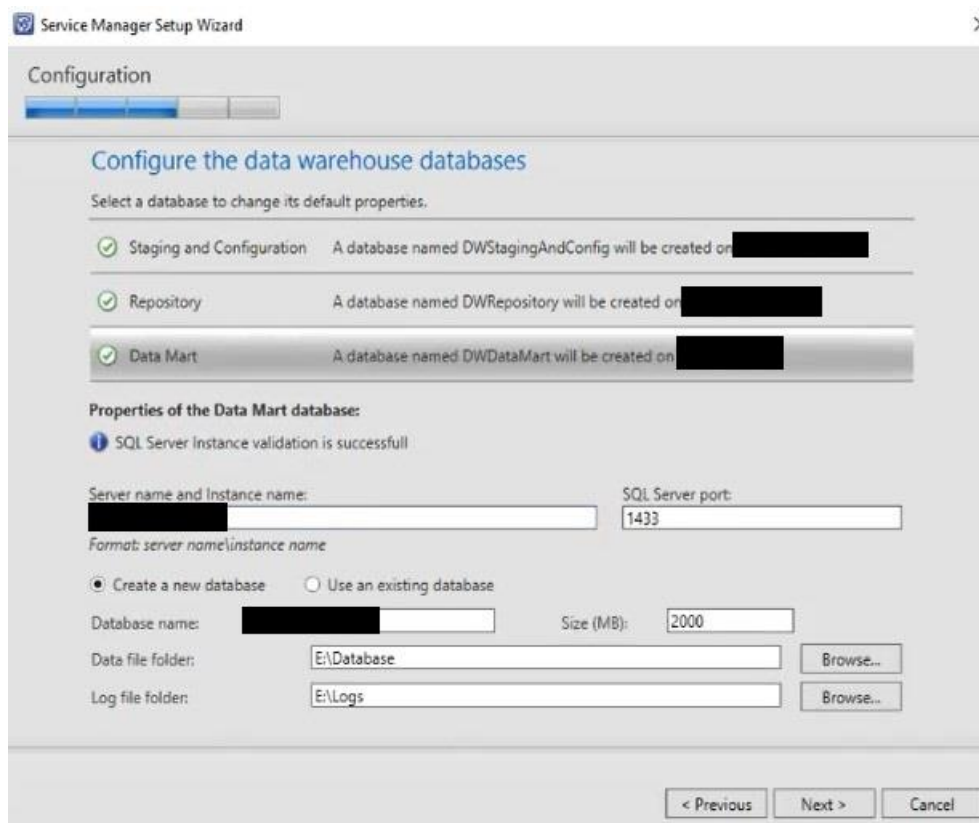 Service Manager Setup Wizard
Configuration
Configure the data warehouse databases
Select a database to change its default properties.
Staging and Configuration A database named DWStagingAndConfig will be created on
Repository A database named DWRepository will be created on
Data Mart A database named DWDataMart will be created on
Properties of the Data Mart database:
SQL Server Instance validation is successfull
Server name and Instance name: SQL Server port:
1433
Format: server name\instance name
Create a new database Use an existing database
Database name: Size (MB): 2000
Data file folder: E:\Database Browse...
Log file folder: E:\Logs Browse...
< Previous Next > Cancel